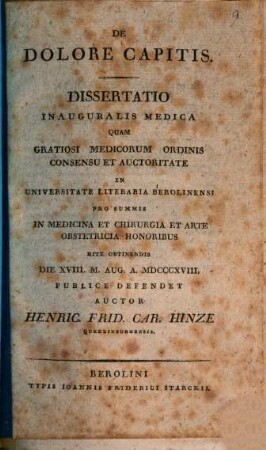 9
DE
DOLORE CAPITIS.
DISSERTATIO
INAUGURALIS MEDICA
QUAM
GRATIOSI MEDICORUM ORDINIS
CONSENSU ET AUCTORITATE
IN
UNIVERSITATE LITERARIA BEROLINENSI
PRO SUMMIS
IN MEDICINA ET CHIRURGIA ET ARTE
OBSTETRICIA HONORIBUS
RITE OBTINENDIS
DIE XVIII. M. AUG. A. MDCCCXVIII,
PUBLICE DEFENDET
AUCTOR
HENRIC. FRID. CAR. HINZE
QUEDLINBURGENSIS.
BEROLINI
TYPIS IOANNIS FRIDERICI STARCKII.